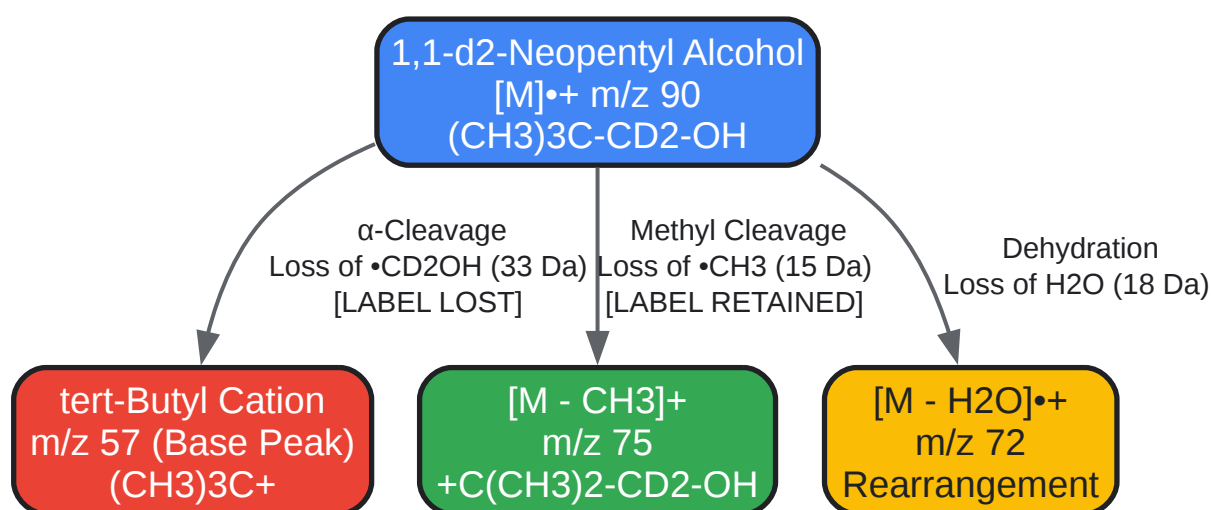 1,1-d2-Neopentyl Alcohol
[M]•+ m/z 90
(CH3)3C-CD2-OH
α-Cleavage
Loss of •CD2OH (33 Da)
[LABEL LOST]
Methyl Cleavage
Loss of •CH3 (15 Da)
[LABEL RETAINED]
Dehydration
Loss of H2O (18 Da)
tert-Butyl Cation
m/z 57 (Base Peak)
(CH3)3C+
[M - CH3]+
m/z 75
+C(CH3)2-CD2-OH
[M - H2O]•+
m/z 72
Rearrangement